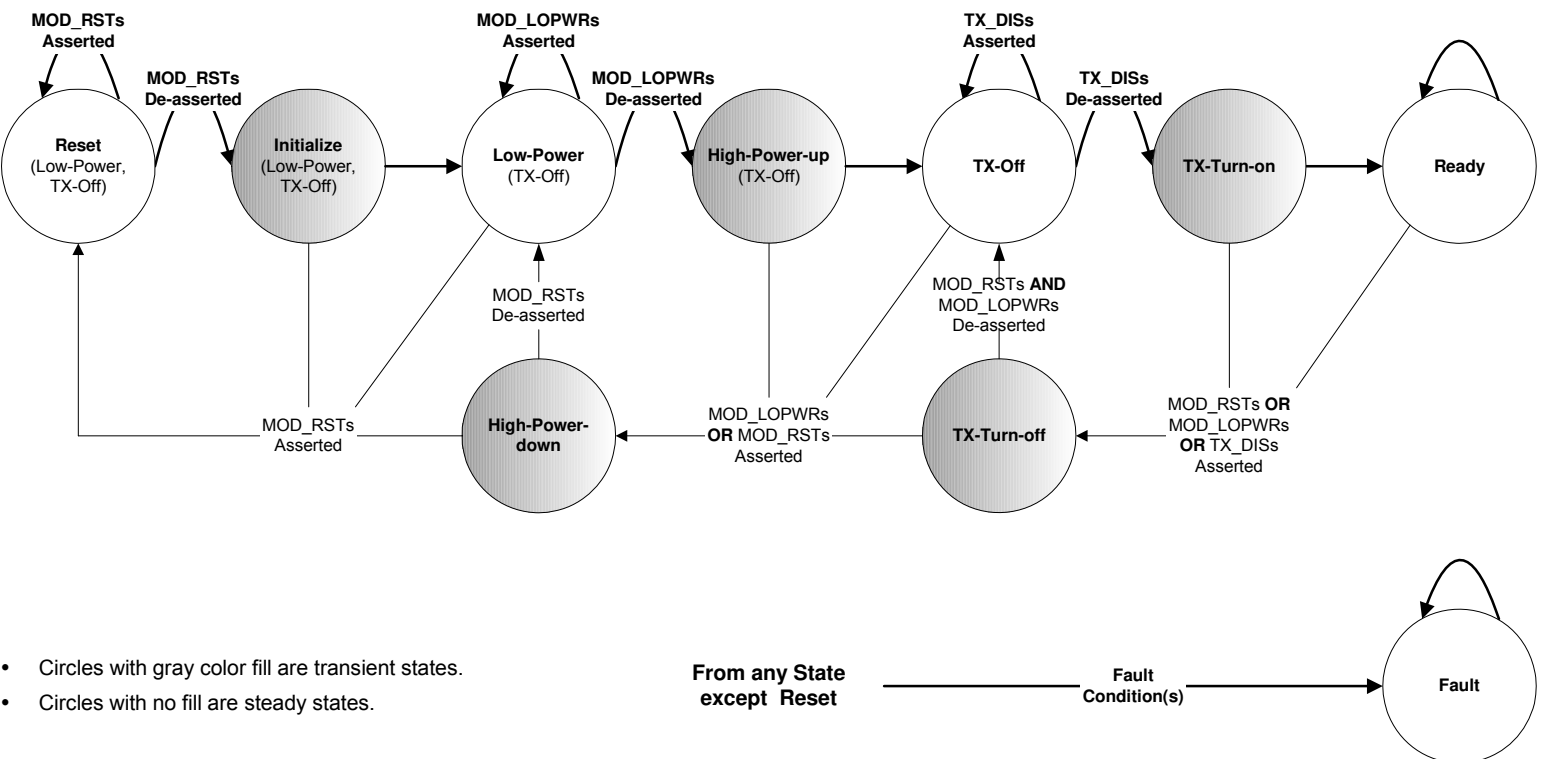 MOD_RSTs
Asserted
MOD_RSTs
De-asserted
MOD_LOPWRs
Asserted
MOD_LOPWRs
De-asserted
TX_DISs
Asserted
TX_DISs
De-asserted
Reset
(Low-Power,
TX-Off)
Initialize
(Low-Power,
TX-Off)
Low-Power
(TX-Off)
High-Power-up
(TX-Off)
TX-Off
TX-Turn-on
Ready
MOD_RSTs
De-asserted
MOD_RSTs AND
MOD_LOPWRs
De-asserted
MOD_RSTs
Asserted
High-Power-
down
MOD_LOPWRs
OR MOD_RSTs
Asserted
TX-Turn-off
MOD_RSTs OR
MOD_LOPWRs
OR TX_DISs
Asserted
• Circles with gray color fill are transient states.
• Circles with no fill are steady states.
From any State
except Reset
Fault
Condition(s)
Fault